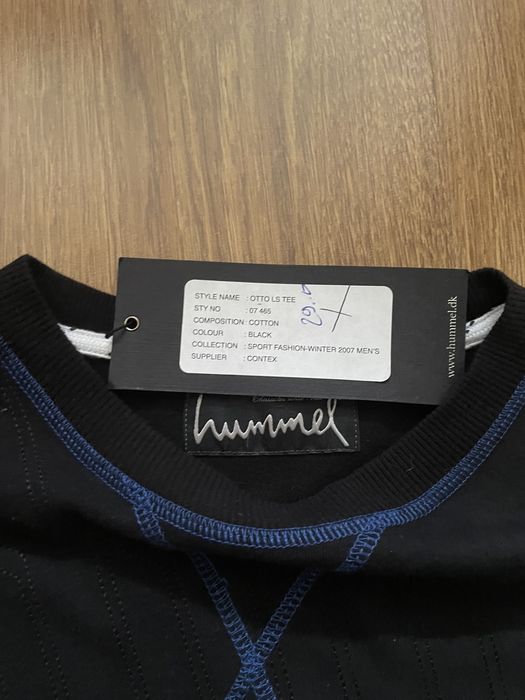 STYLE NAME : OTTO LS TEE
STY NO : 07 465
COMPOSITION : COTTON
COLOUR : BLACK
COLLECTION : SPORT FASHION-WINTER 2007 MEN'S
SUPPLIER : CONTEX
www.hummel.dk
hummel